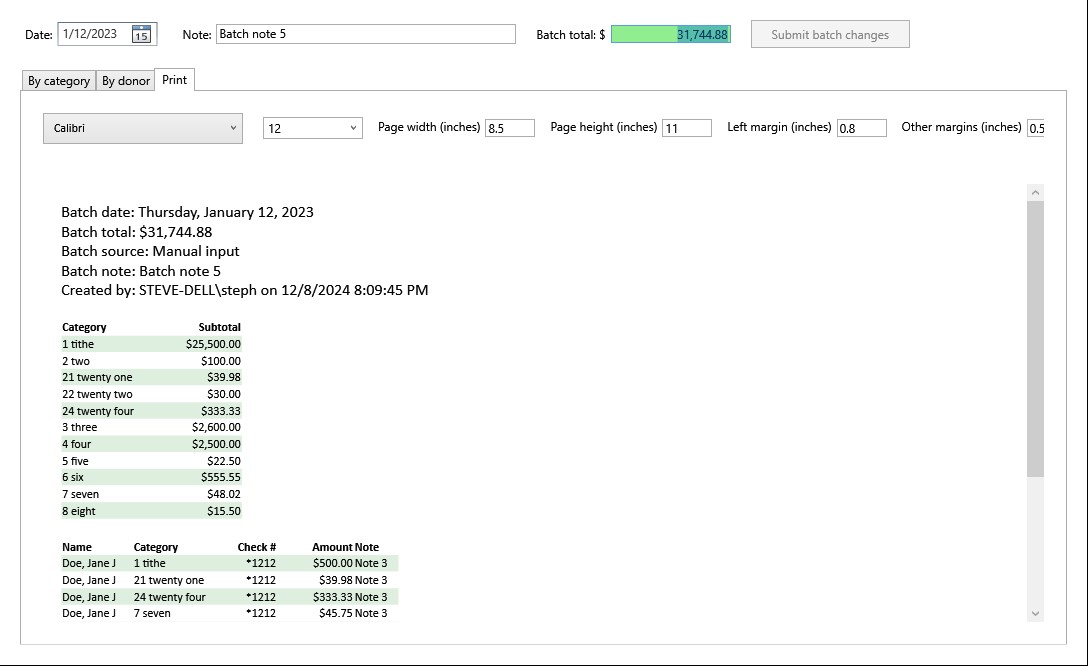 Date: 1/12/2023 15 Note: Batch note 5 Batch total: $ 31,744.88 Submit batch changes
By category By donor Print
Calibri 12 Page width (inches) 8.5 Page height (inches) 11 Left margin (inches) 0.8 Other margins (inches) 0.5
Batch date: Thursday, January 12, 2023
Batch total: $31,744.88
Batch source: Manual input
Batch note: Batch note 5
Created by: STEVE-DELL\steph on 12/8/2024 8:09:45 PM
Category Subtotal
1 tithe $25,500.00
2 two $100.00
21 twenty one $39.98
22 twenty two $30.00
24 twenty four $333.33
3 three $2,600.00
4 four $2,500.00
5 five $22.50
6 six $555.55
7 seven $48.02
8 eight $15.50
Name Category Check # Amount Note
Doe, Jane J 1 tithe *1212 $500.00 Note 3
Doe, Jane J 21 twenty one *1212 $39.98 Note 3
Doe, Jane J 24 twenty four *1212 $333.33 Note 3
Doe, Jane J 7 seven *1212 $45.75 Note 3